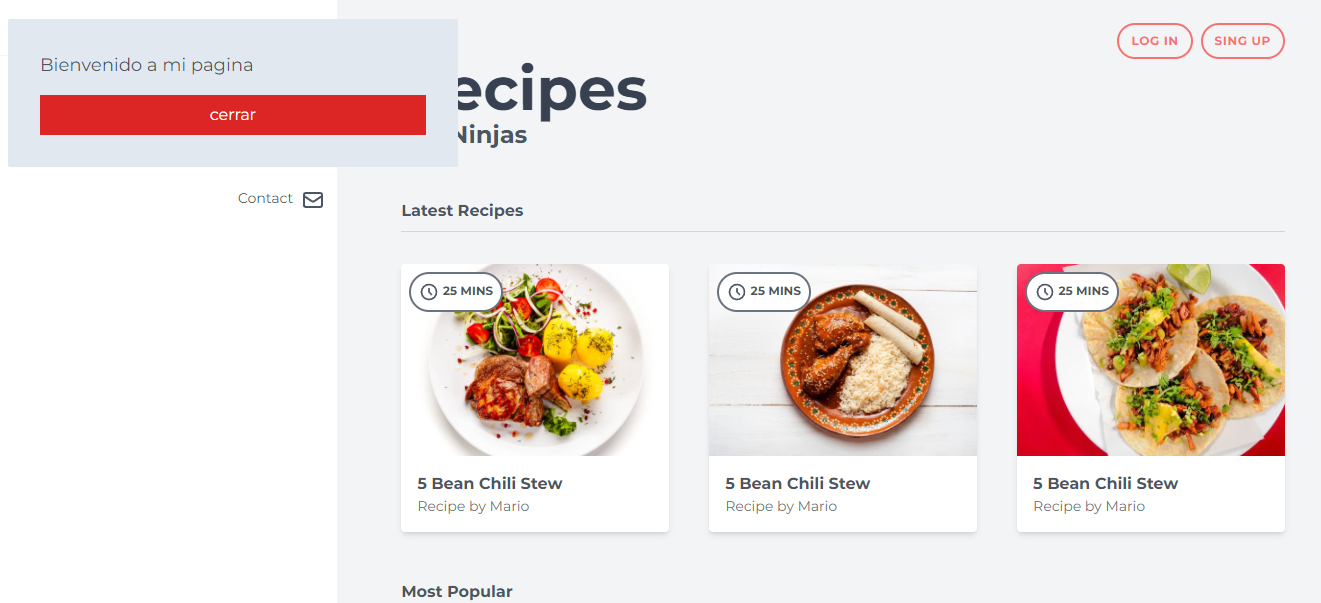 Bienvenido a mi pagina
cerrar
LOG IN
SING UP
ecipes
Ninjas
Contact
Latest Recipes
25 MINS
25 MINS
25 MINS
5 Bean Chili Stew
Recipe by Mario
5 Bean Chili Stew
Recipe by Mario
5 Bean Chili Stew
Recipe by Mario
Most Popular